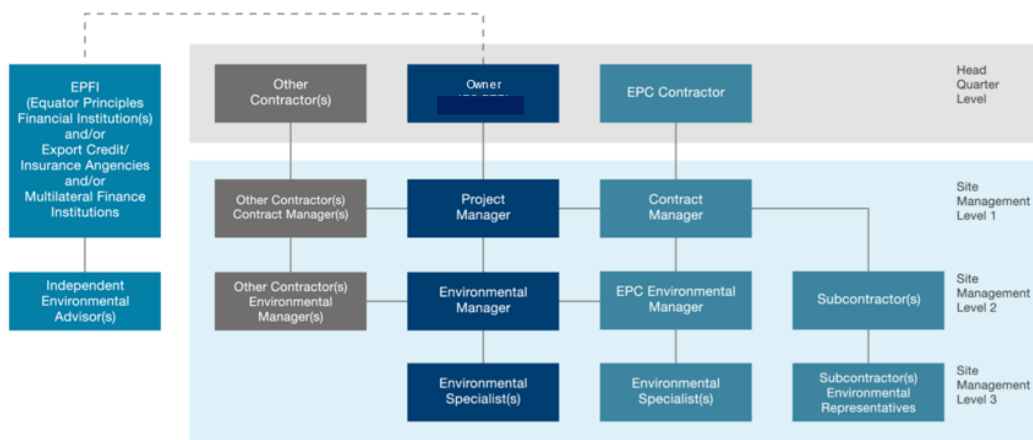 EPFI
(Equator Principles
Financial Institution(s)
and/or
Export Credit/
Insurance Angencies
and/or
Multilateral Finance
Institutions
Independent
Environmental
Advisor(s)
Other
Contractor(s)
Owner
EPC Contractor
Head
Quarter
Level
Other Contractor(s)
Contract Manager(s)
Project
Manager
Contract
Manager
Site
Management
Level 1
Other Contractor(s)
Environmental
Manager(s)
Environmental
Manager
EPC Environmental
Manager
Subcontractor(s)
Site
Management
Level 2
Environmental
Specialist(s)
Environmental
Specialist(s)
Subcontractor(s)
Environmental
Representatives
Site
Management
Level 3